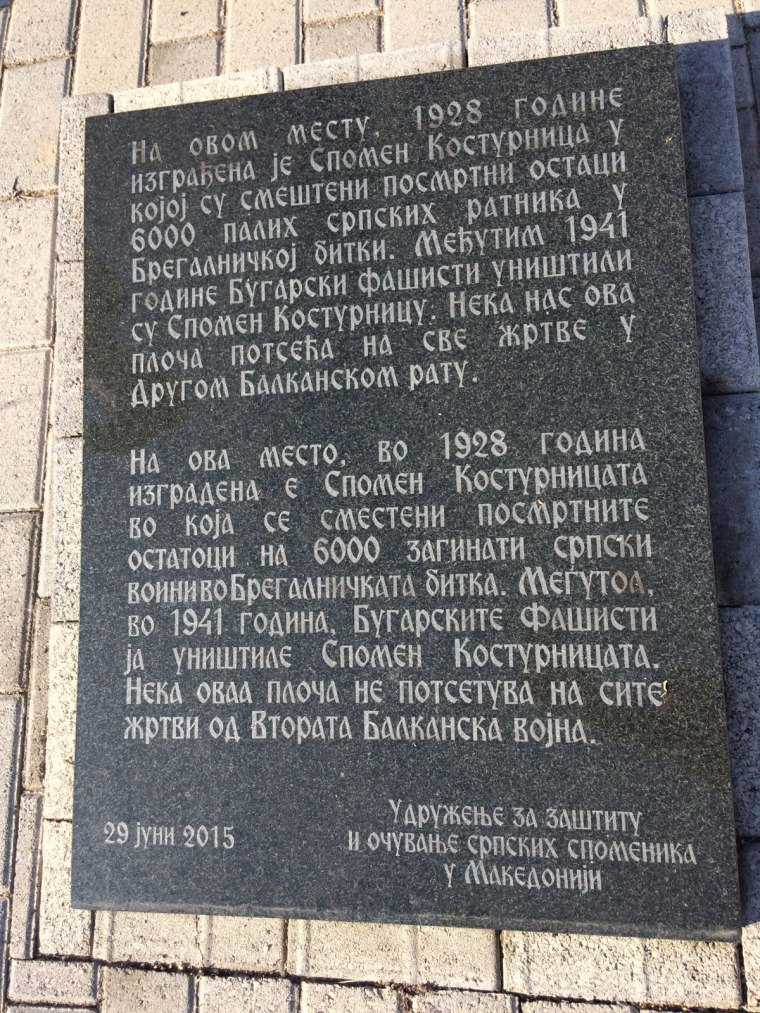 На овом месту, 1928 године
изграђена је Спомен Костурница у
којој су смештени посмртни остаци
6000 палих српских ратника у
Брегалничкој битки. Међутим 1941
године Бугарски фашисти уништили
су Спомен Костурницу. Нека нас ова
плоча потсећа на све жртве у
Другом Балканском рату.
На ова место, во 1928 година
изградена е Спомен Костурницата
во која се сместени посмртните
остатоци на 6000 загинати српски
воини во Брегалничката битка. Меѓутоа,
во 1941 година, Бугарските Фашисти
ја уништиле Спомен Костурницата.
Нека оваа плоча не потсетува на сите
жртви од Втората Балканска војна.
29 јуни 2015
Удружење за заштиту
и очување српских споменика
у Македонији